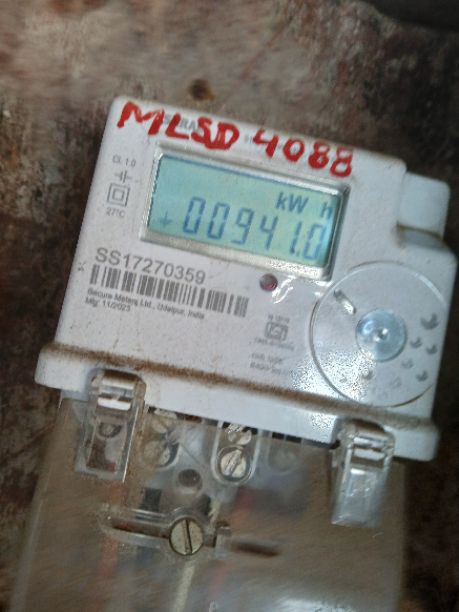 MLSD 4088
CL 1.0
27°C
kW h
+ 00941.0
SS17270359
Secure Meters Ltd., Udaipur, India
Mfg: 11/2023